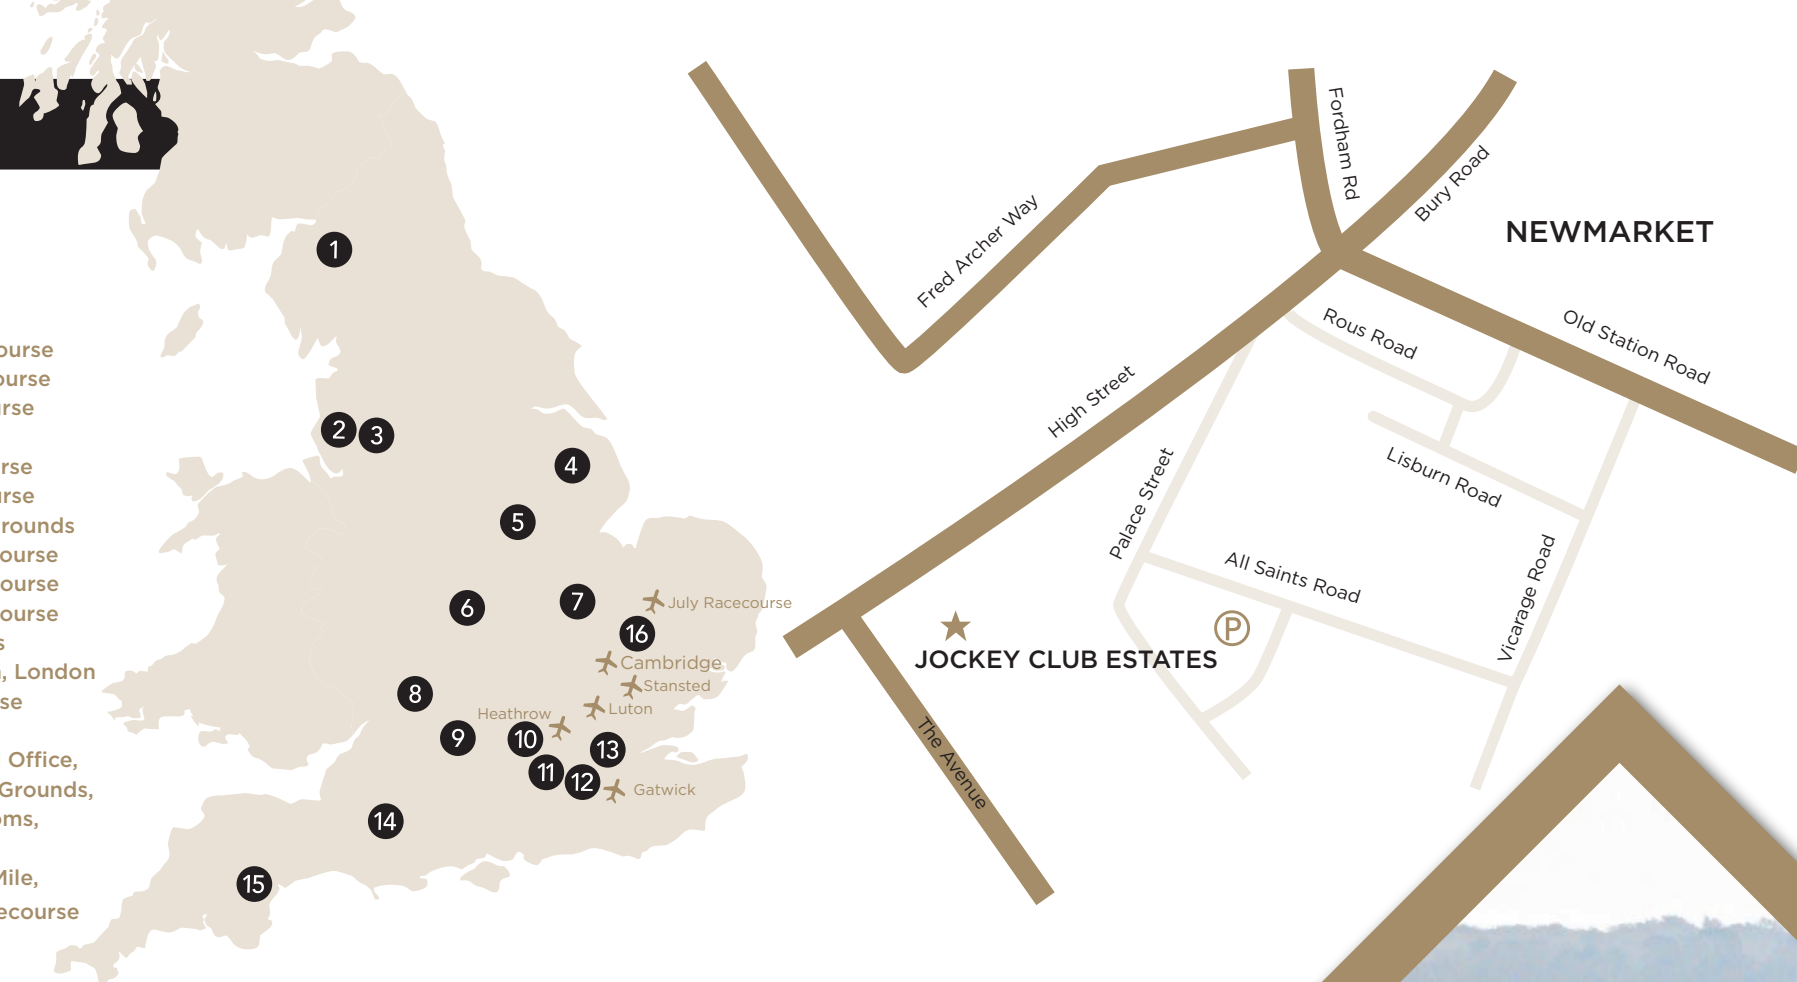 ourse
ourse
urse
rse
urse
rounds
ourse
ourse
ourse
s
, London
se
Office,
Grounds,
oms,
Mile,
ecourse
1
2
3
4
5
6
7
July Racecourse
16
Cambridge
Stansted
8
Luton
Heathrow
9
10
13
11
12
Gatwick
14
15
Fordham Rd
Bury Road
NEWMARKET
Fred Archer Way
Rous Road
Old Station Road
High Street
Lisburn Road
Palace Street
All Saints Road
Vicarage Road
P
JOCKEY CLUB ESTATES
The Avenue